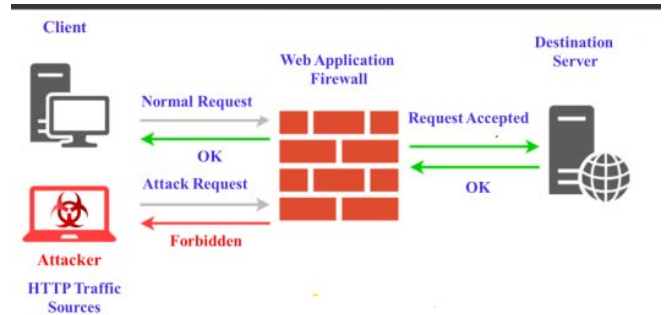 Client
Destination
Server
Web Application
Firewall
Normal Request
Request Accepted
OK
OK
Attack Request
Forbidden
Attacker
HTTP Traffic
Sources